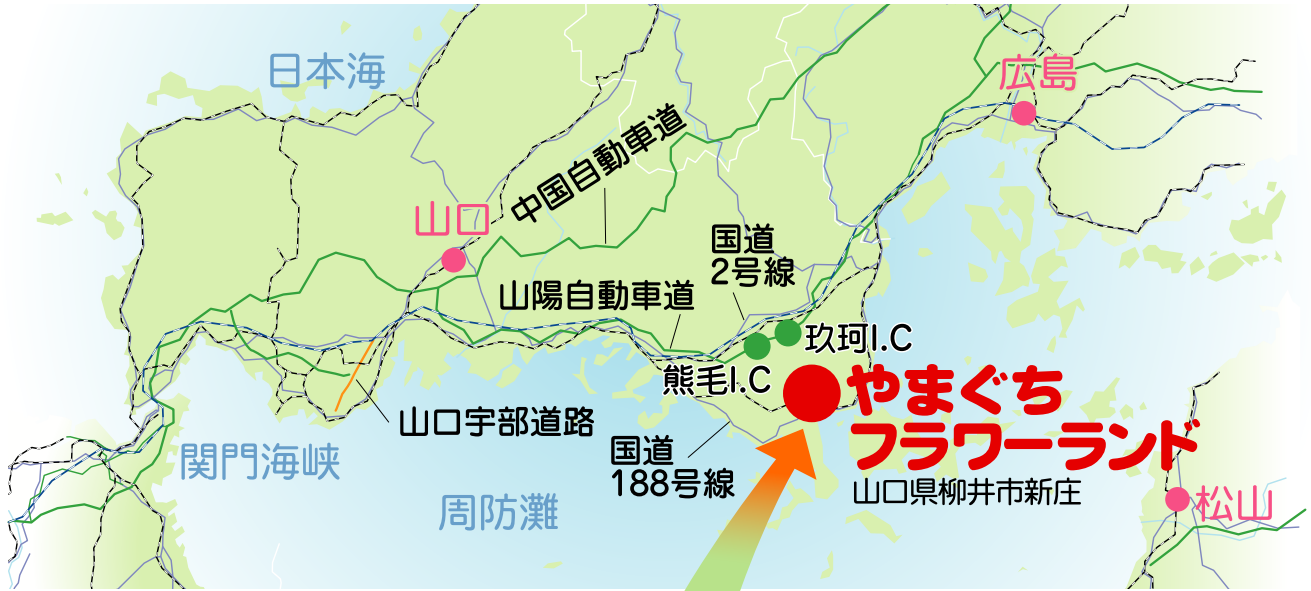 日本海
広島
中国自動車道
山口
国道
2号線
山陽自動車道
玖珂I.C
熊毛I.C
やまぐち
フラワーランド
山口県柳井市新庄
山口宇部道路
国道
188号線
関門海峡
周防灘
松山